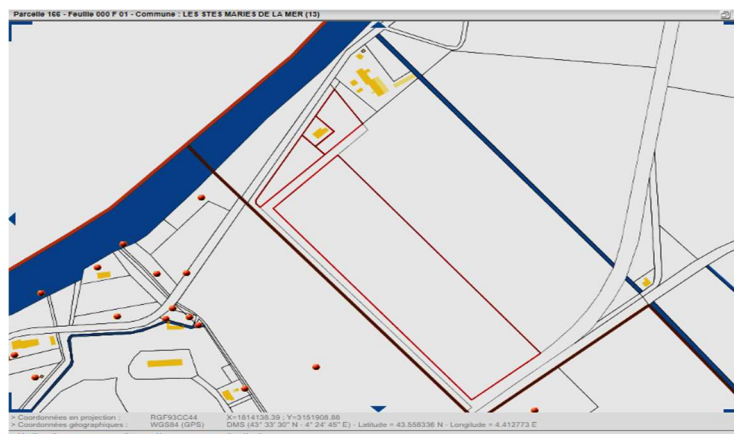 Parcelle 166 - Feuille 000 F 01 - Commune : LES STES MARIES DE LA MER (13)
> Coordonnées en projection : RGF93CC44 X=1614138.39 ; Y=3151908.88
> Coordonnées géographiques : WGS84 (GPS) DMS (43° 33' 30" N - 4° 24' 45" E) - Latitude = 43.558336 N - Longitude = 4.412773 E